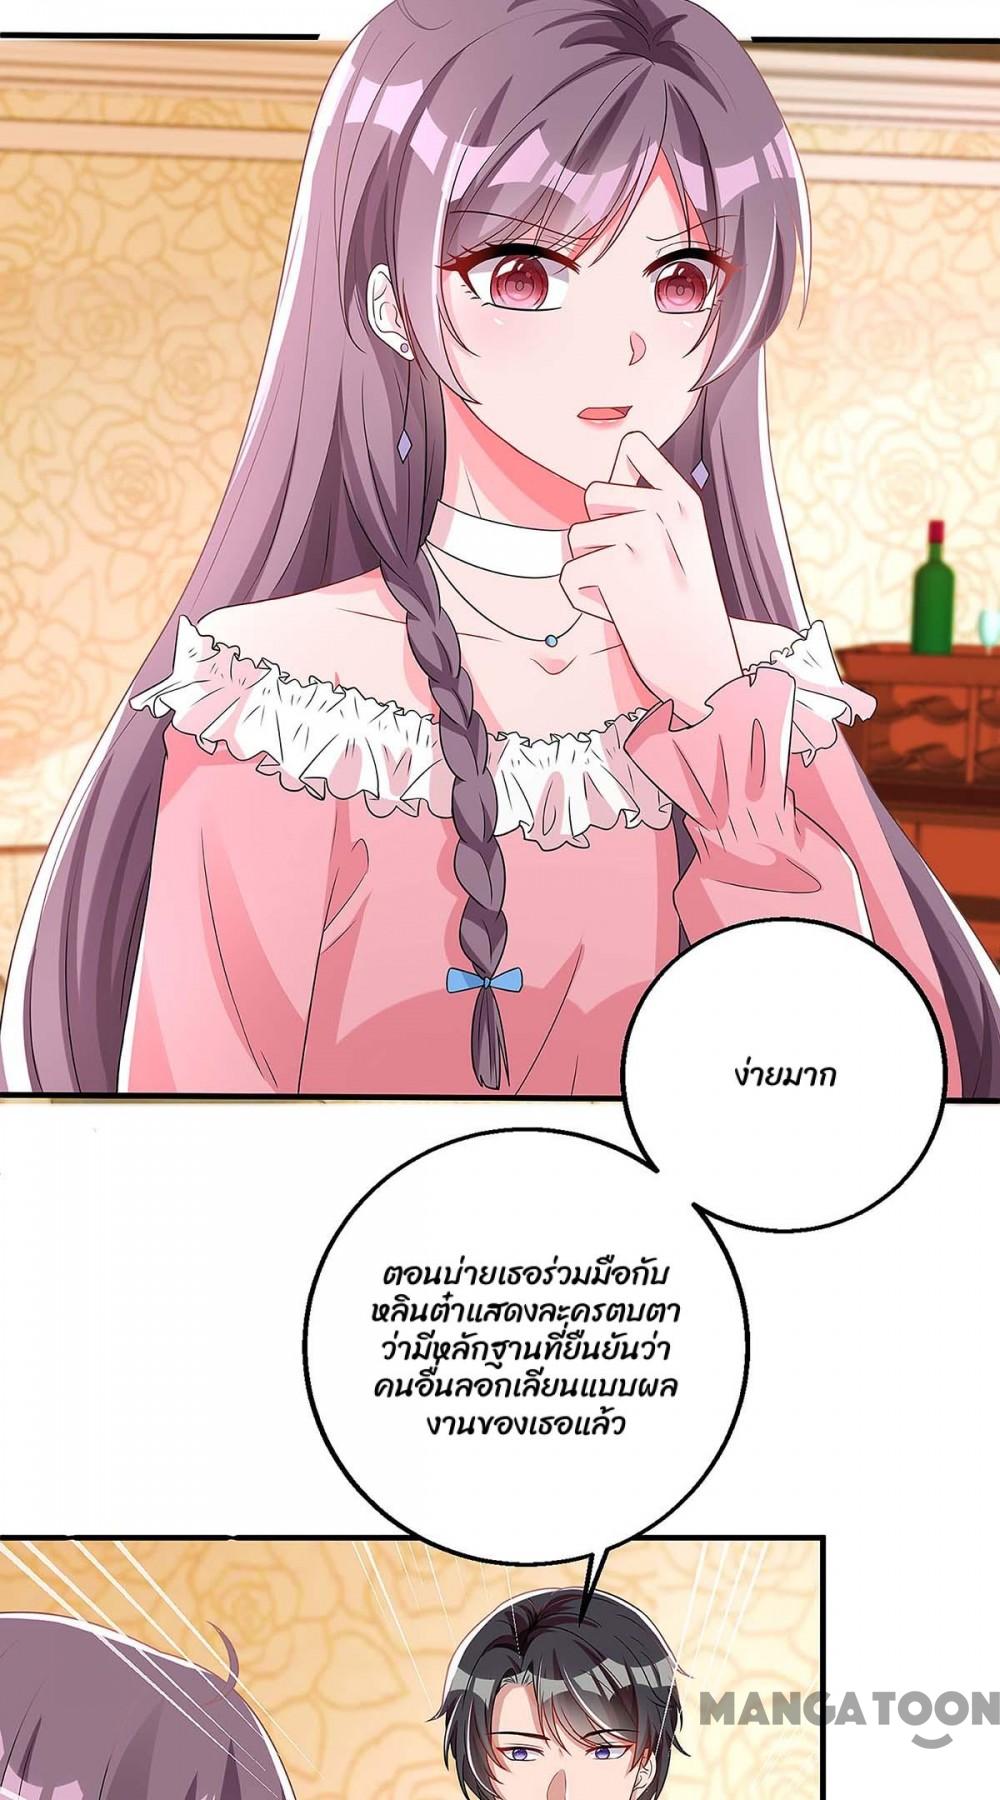 ง่ายมาก
ตอนบ่ายเธอร่วมมือกับ
หลินต๋าแสดงละครตบตา
ว่ามีหลักฐานที่ยืนยันว่า
คนอื่นลอกเลียนแบบผล
งานของเธอแล้ว
MANGATOON